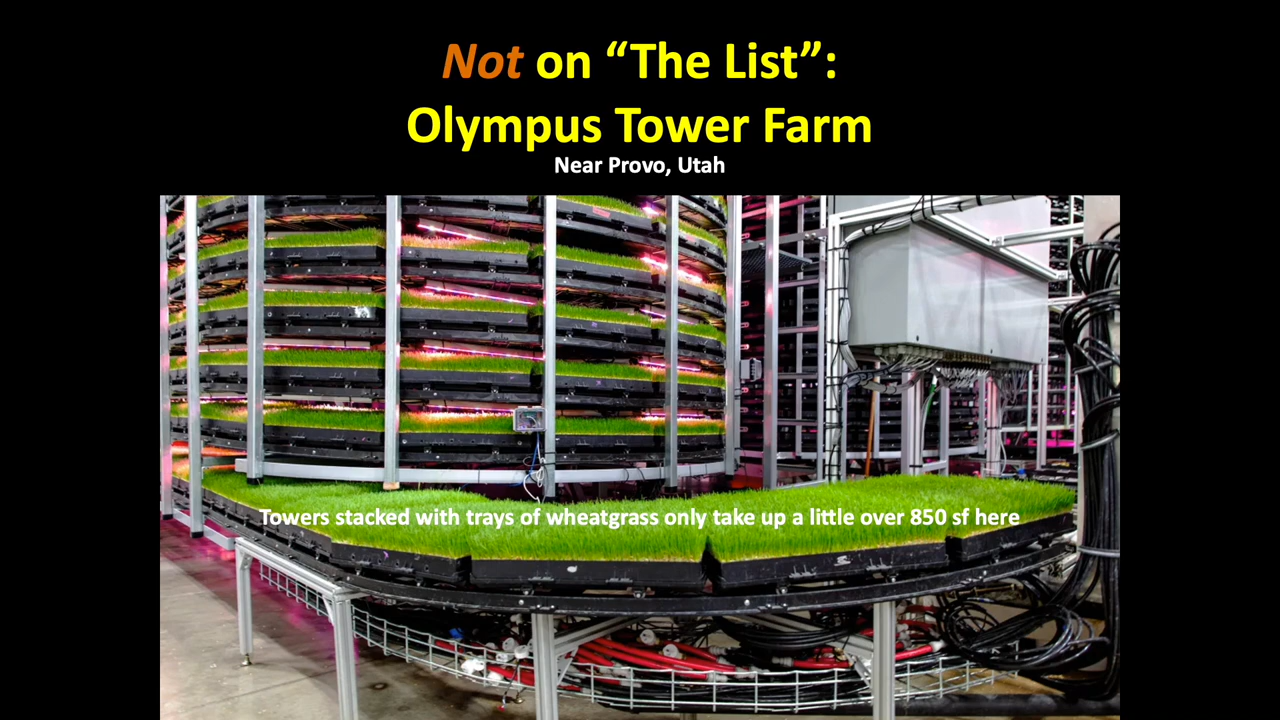 Not on “The List”:
Olympus Tower Farm
Near Provo, Utah
Towers stacked with trays of wheatgrass only take up a little over 850 sf here